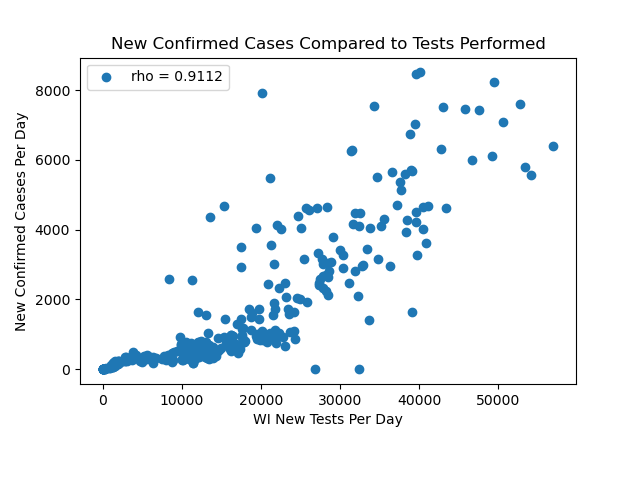 New Confirmed Cases Compared to Tests Performed
rho = 0.9112
New Confirmed Caeses Per Day
8000
6000
4000
2000
0
0 10000 20000 30000 40000 50000
WI New Tests Per Day